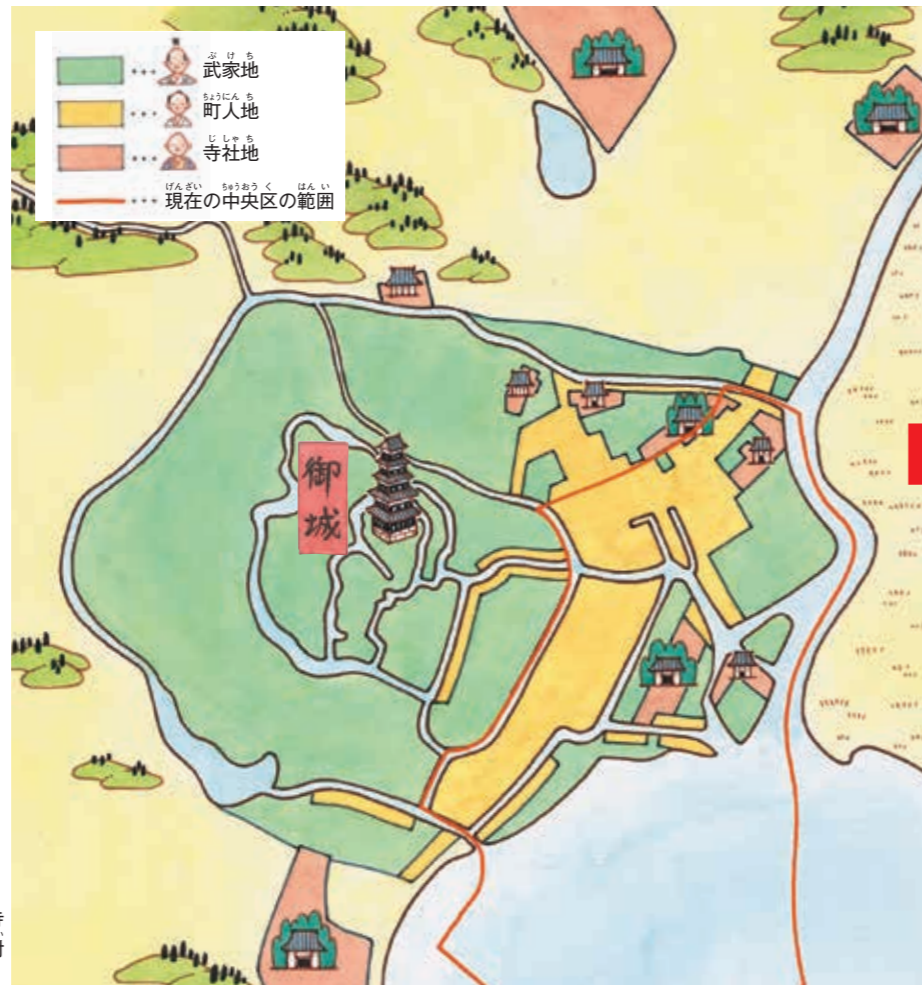 ぶけち
武家地
ちょうにんち
町人地
じしゃち
寺社地
げんざい ちゅうおうく はんい
現在の中央区の範囲
御城